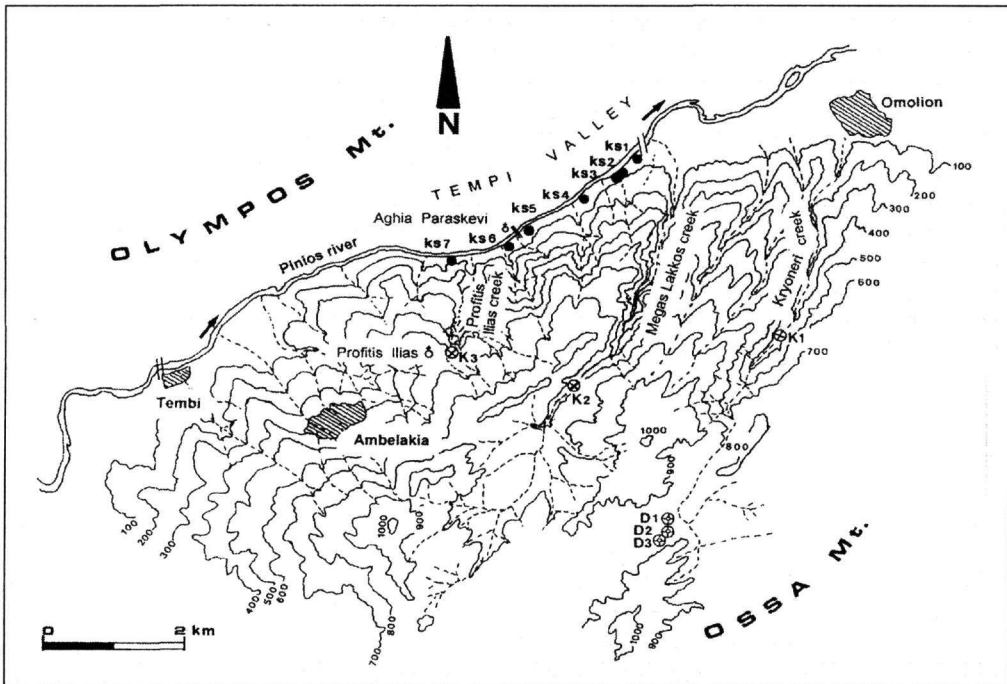 OLYMPOS Mt.
N
TEMPI VALLEY
Omolion
ks1
ks2
ks3
ks4
ks5
Aghia Paraskevi
ks6
ks7
Pinios river
Profitis Ilias creek
Megas Lakkos creek
Kryoneri creek
100
200
300
400
500
600
700
K1
Profitis Ilias
K3
K2
Tembi
Ambelakia
1000
900
800
D1
D2
D3
1000
900
100
200
300
400
500
600
1000
900
800
700
OSSA Mt.
0 2 km